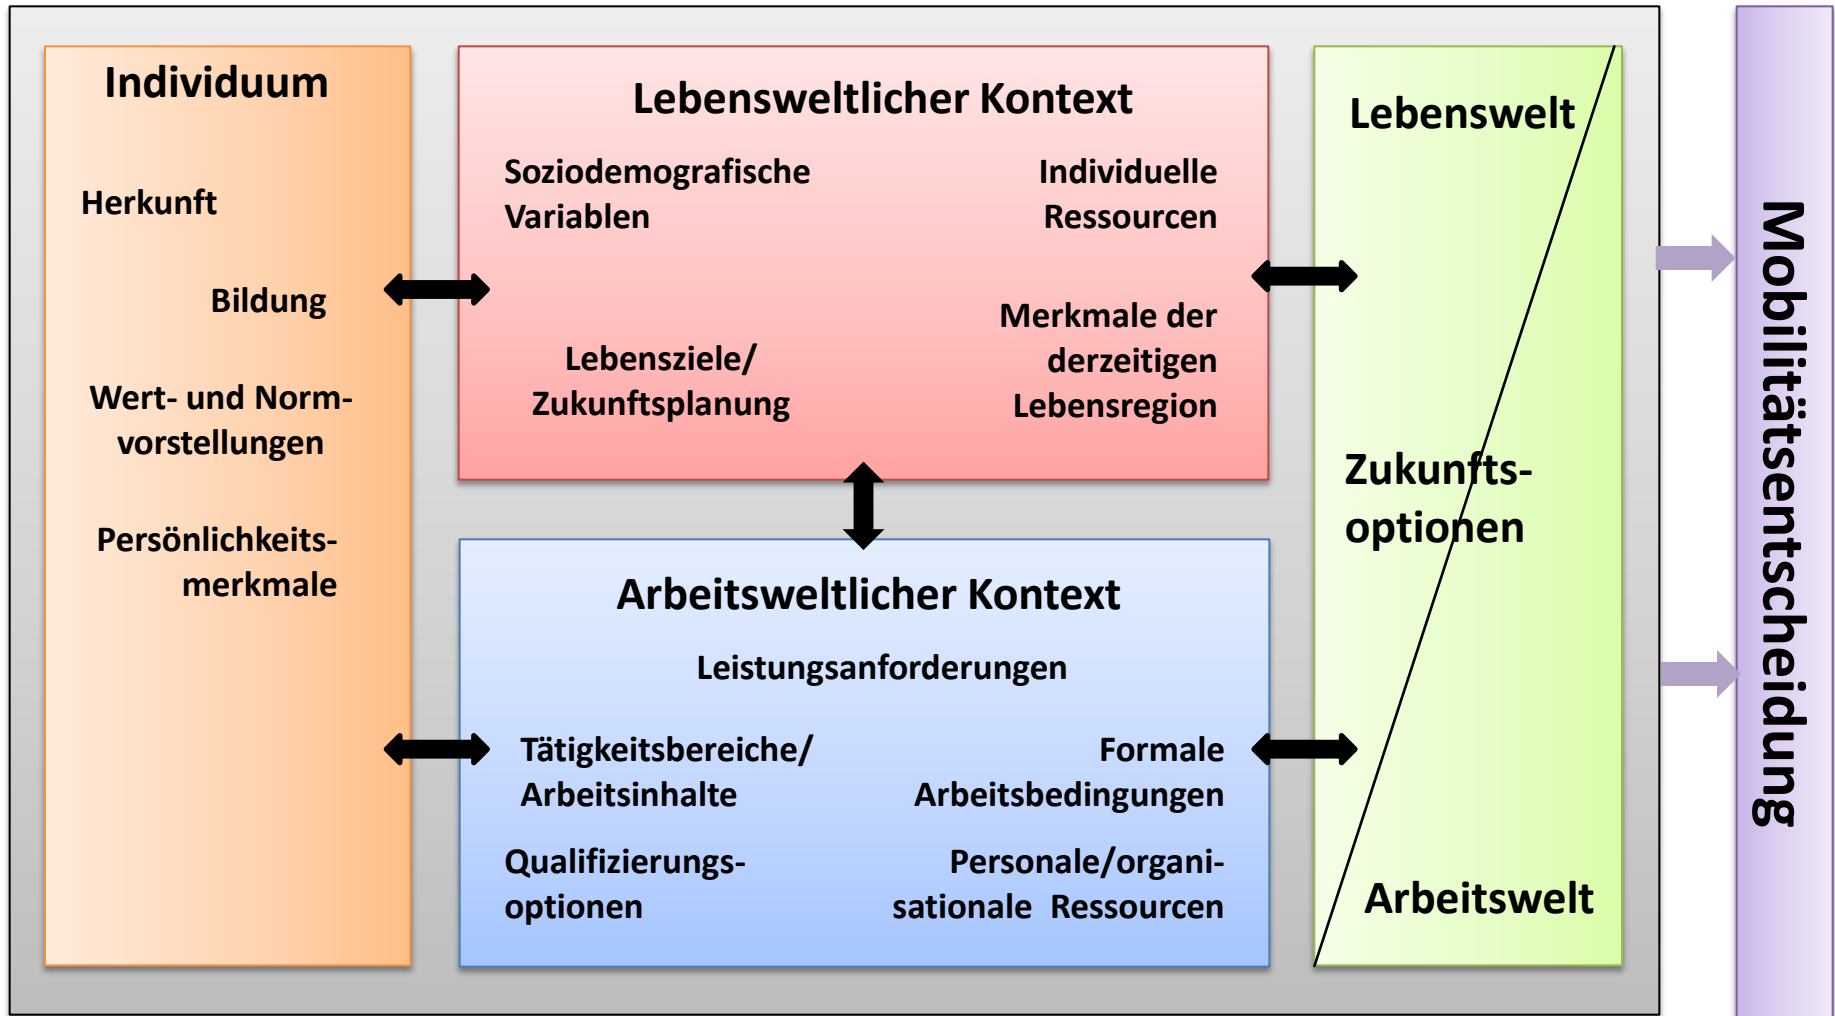 Individuum
Herkunft
Bildung
Wert- und Norm-
vorstellungen
Persönlichkeits-
merkmale
Lebensweltlicher Kontext
Soziodemografische
Variablen
Individuelle
Ressourcen
Lebensziele/
Zukunftsplanung
Merkmale der
derzeitigen
Lebensregion
Arbeitsweltlicher Kontext
Leistungsanforderungen
Tätigkeitsbereiche/
Arbeitsinhalte
Formale
Arbeitsbedingungen
Qualifizierungs-
optionen
Personale/organi-
sationale Ressourcen
Lebenswelt
Zukunfts-
optionen
Arbeitswelt
Mobilitätsentscheidung